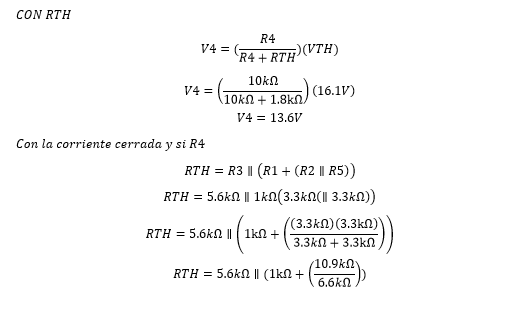 CON RTH
V4 = (R4 / R4 + RTH)(VTH)
V4 = (10kΩ / 10kΩ + 1.8kΩ)(16.1V)
V4 = 13.6V
Con la corriente cerrada y si R4
RTH = R3 ∥ (R1 + (R2 ∥ R5))
RTH = 5.6kΩ ∥ 1kΩ(3.3kΩ(∥ 3.3kΩ))
RTH = 5.6kΩ ∥ (1kΩ + ((3.3kΩ)(3.3kΩ) / 3.3kΩ + 3.3kΩ))
RTH = 5.6kΩ ∥ (1kΩ + (10.9kΩ / 6.6kΩ))